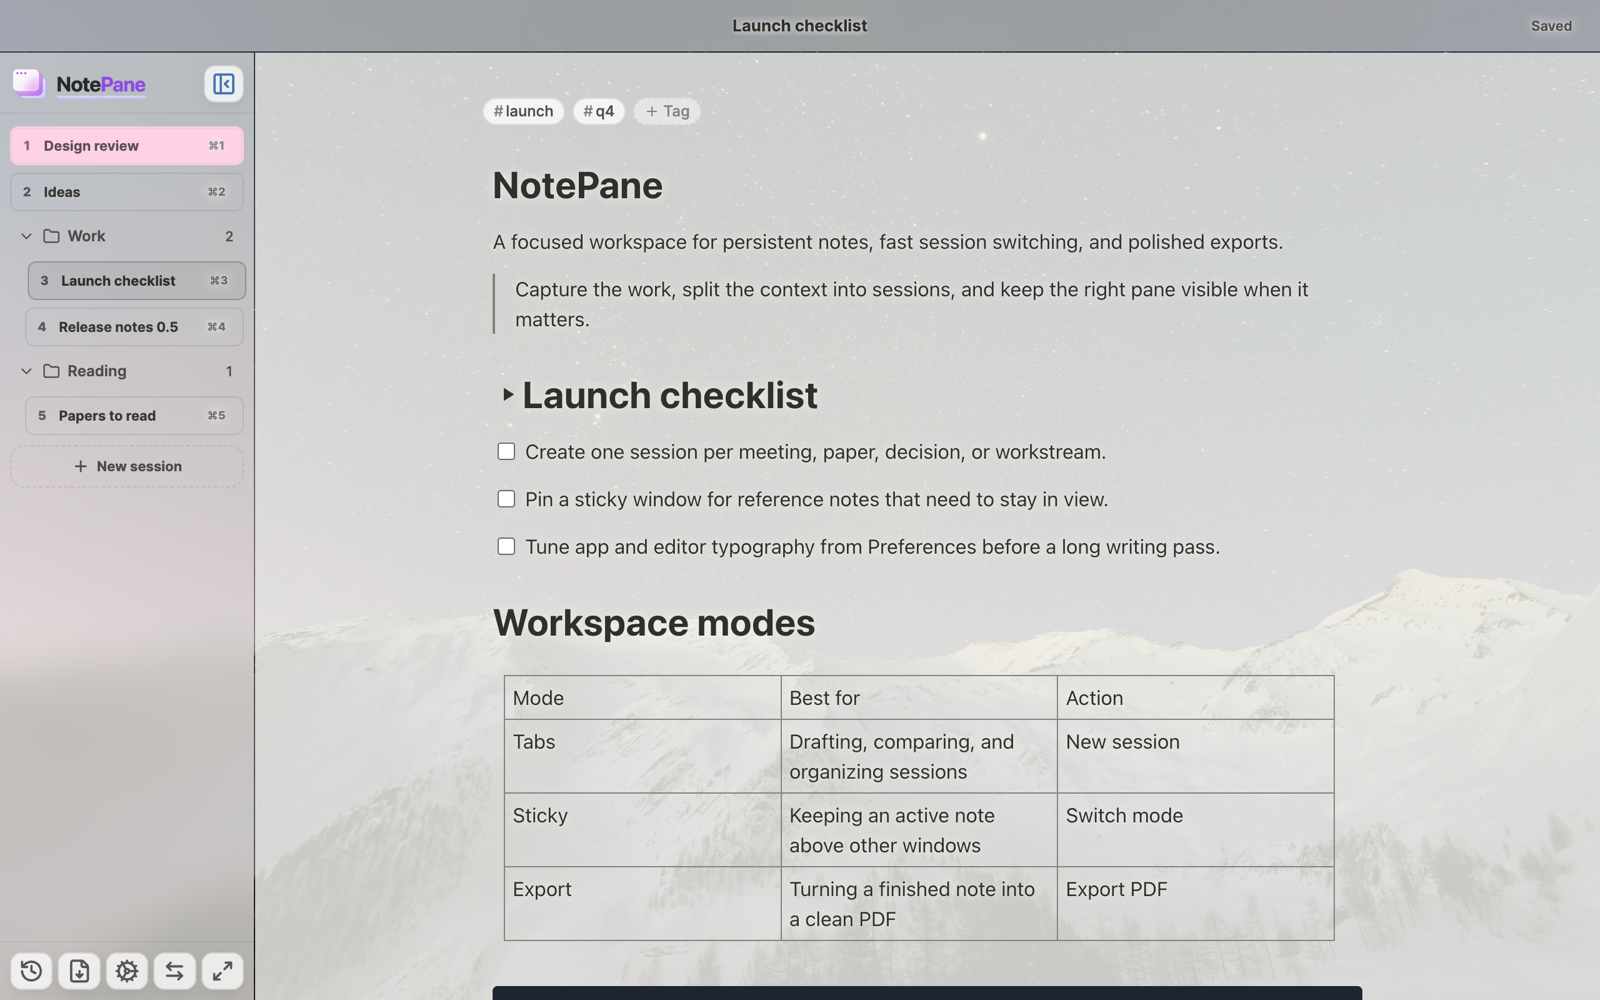 Launch checklist
Saved
NotePane
1 Design review ⌘1
2 Ideas ⌘2
Work 2
3 Launch checklist ⌘3
4 Release notes 0.5 ⌘4
Reading 1
5 Papers to read ⌘5
+ New session
#launch #q4 + Tag
NotePane
A focused workspace for persistent notes, fast session switching, and polished exports.
Capture the work, split the context into sessions, and keep the right pane visible when it
matters.
Launch checklist
Create one session per meeting, paper, decision, or workstream.
Pin a sticky window for reference notes that need to stay in view.
Tune app and editor typography from Preferences before a long writing pass.
Workspace modes
Mode Best for Action
Tabs Drafting, comparing, and New session
organizing sessions
Sticky Keeping an active note Switch mode
above other windows
Export Turning a finished note into Export PDF
a clean PDF